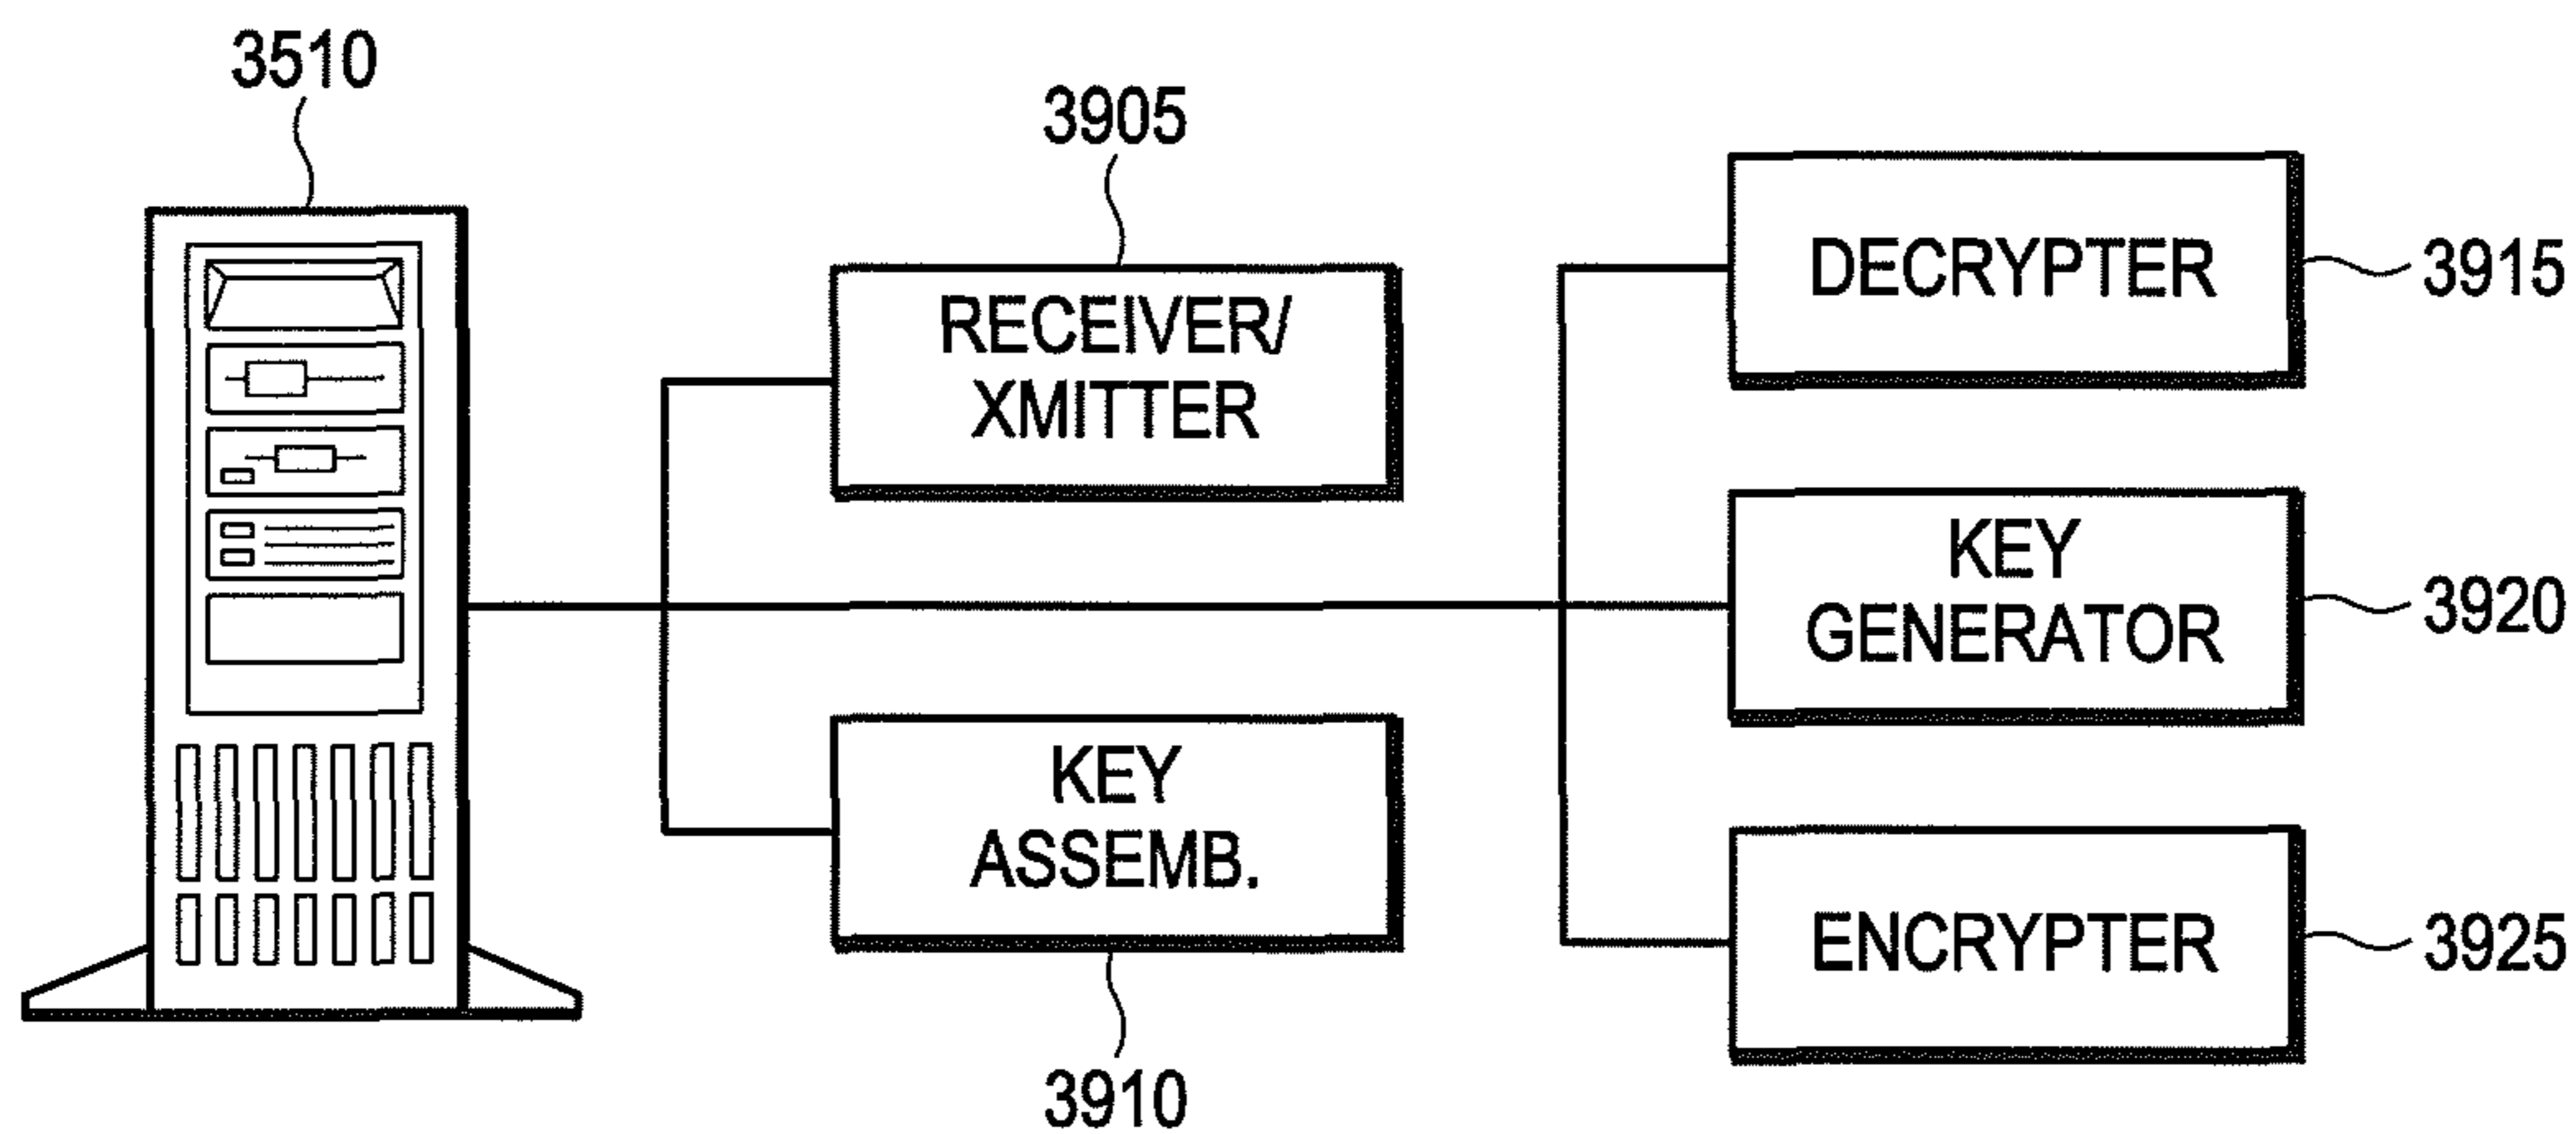 3510
3905
RECEIVER/
XMITTER
DECRYPTER
3915
KEY
GENERATOR
3920
KEY
ASSEMB.
3910
ENCRYPTER
3925